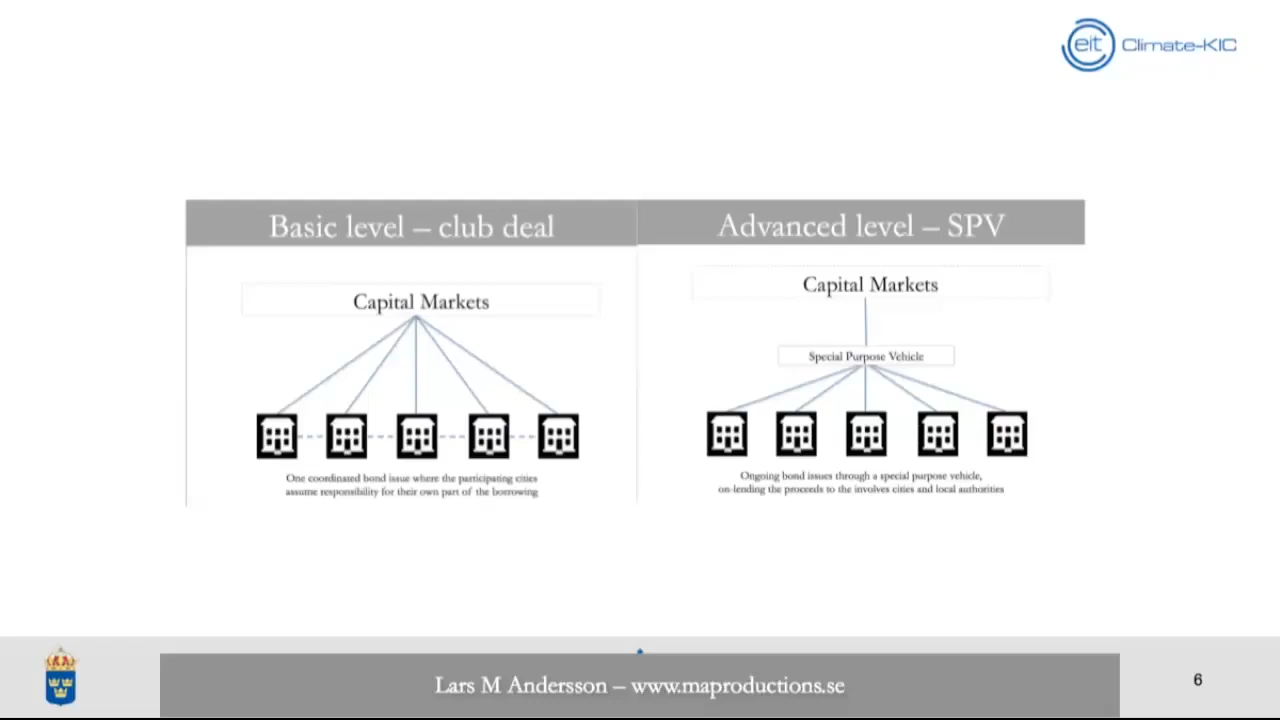 eit Climate-KIC
Basic level – club deal
Capital Markets
One coordinated bond issue where the participating cities
assume responsibility for their own part of the borrowing
Advanced level – SPV
Capital Markets
Special Purpose Vehicle
Ongoing bond issues through a special purpose vehicle,
on-lending the proceeds to the involves cities and local authorities
Lars M Andersson – www.maproductions.se
6